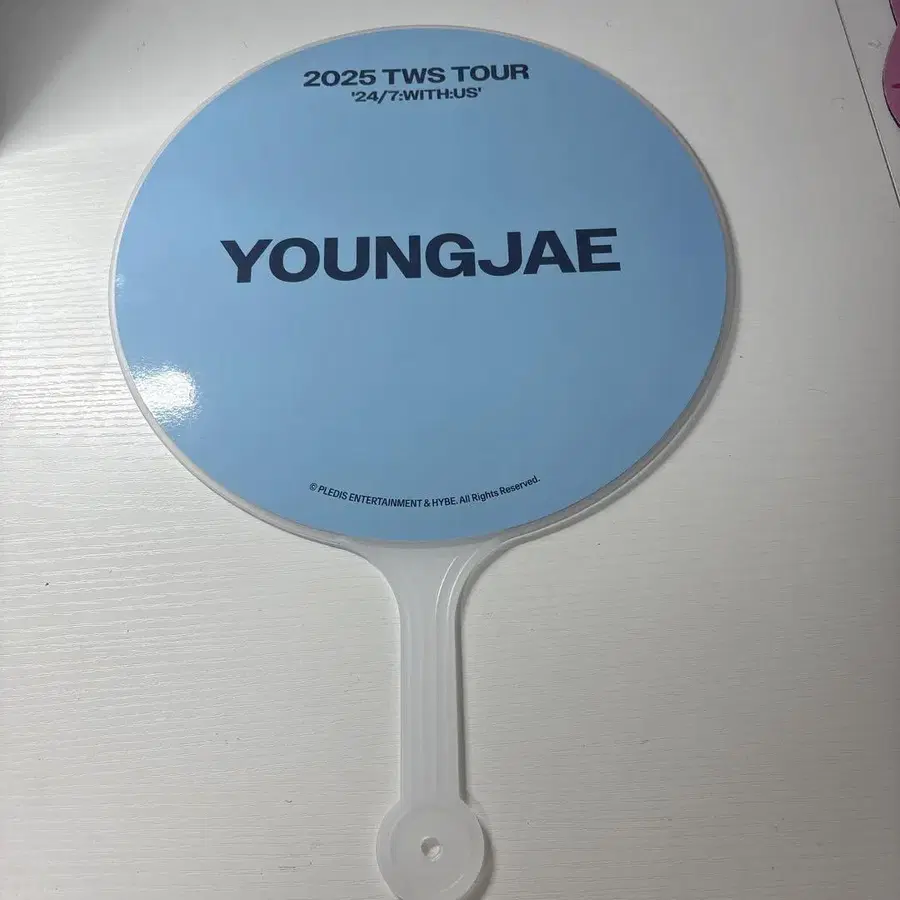 2025 TWS TOUR
'24/7:WITH:US'
YOUNGJAE
© PLEDIS ENTERTAINMENT & HYBE. All Rights Reserved.